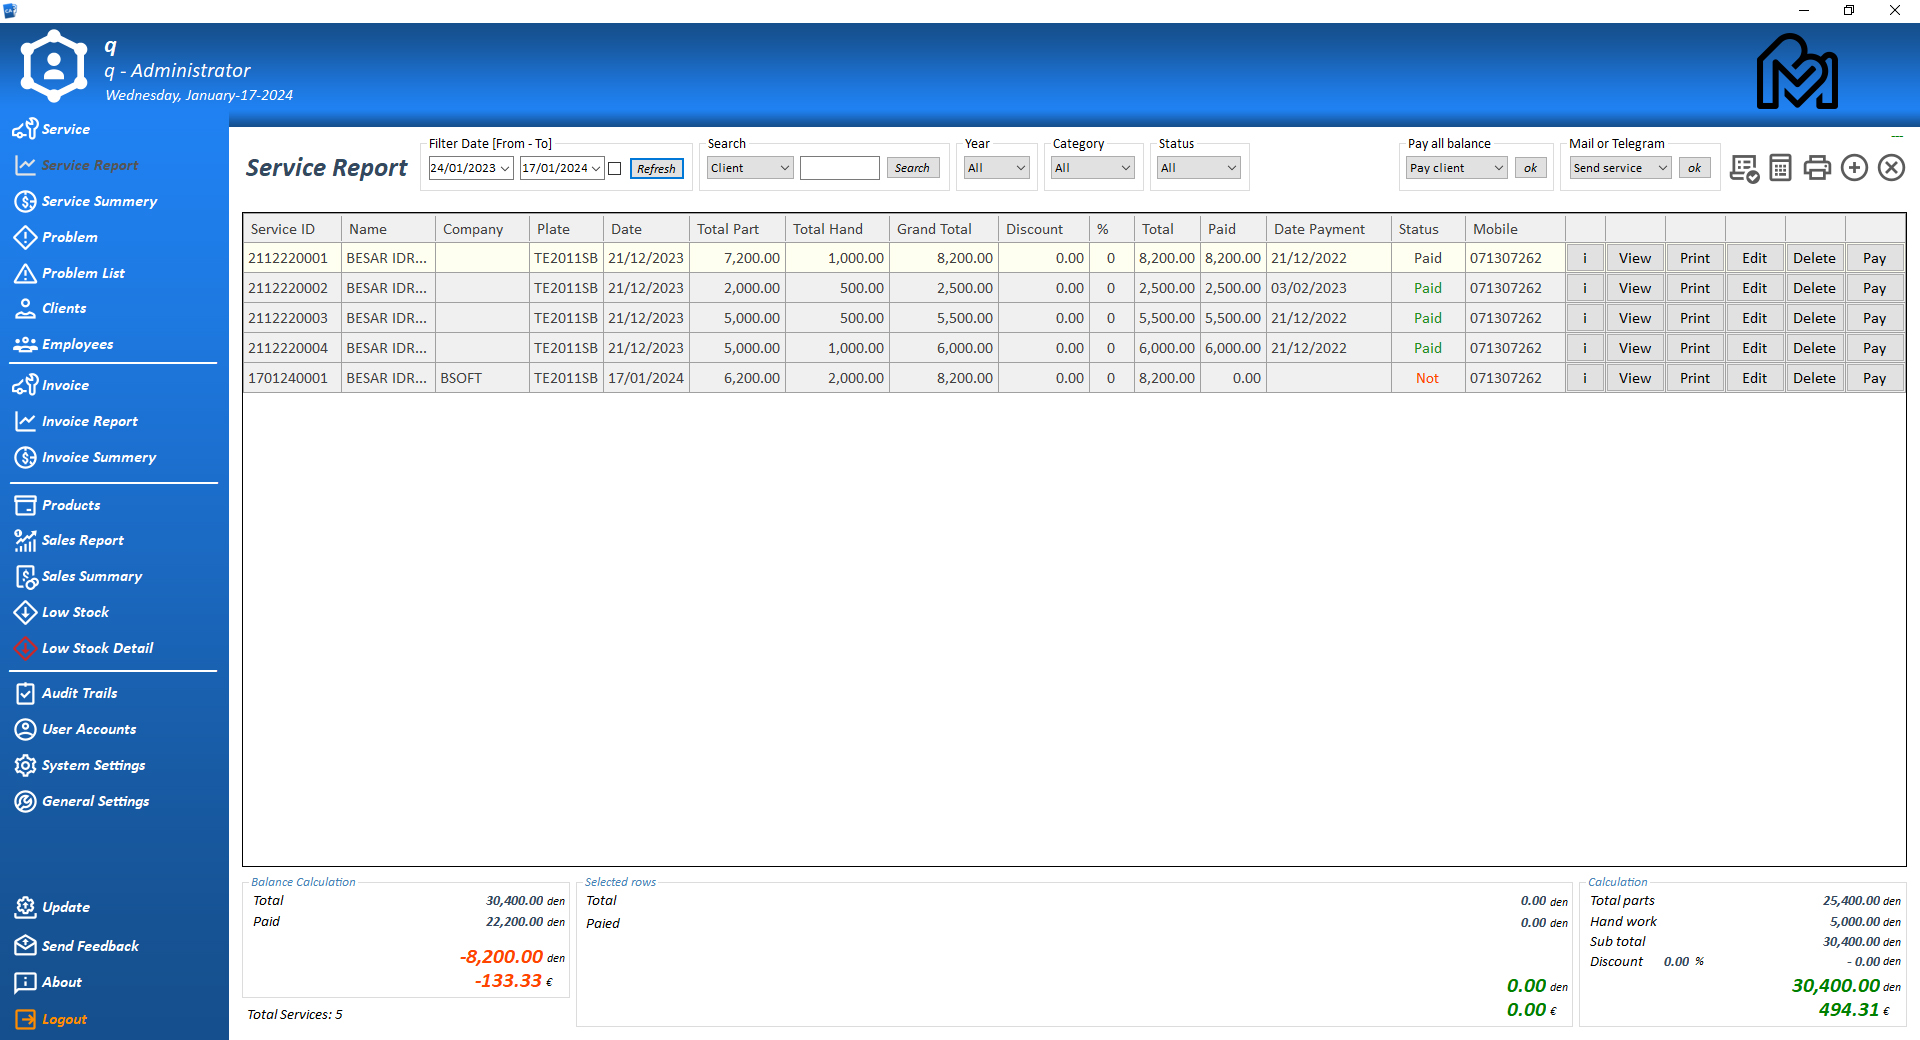 q
q - Administrator
Wednesday, January-17-2024
Service
Service Report
Service Summery
Problem
Problem List
Clients
Employees
Invoice
Invoice Report
Invoice Summery
Products
Sales Report
Sales Summary
Low Stock
Low Stock Detail
Audit Trails
User Accounts
System Settings
General Settings
Update
Send Feedback
About
Logout
Service Report
Filter Date [From - To]
24/01/2023 17/01/2024 Refresh
Search
Client Search
Year
All
Category
All
Status
All
Pay all balance
Pay client ok
Mail or Telegram
Send service ok
---
Service ID Name Company Plate Date Total Part Total Hand Grand Total Discount % Total Paid Date Payment Status Mobile
2112220001 BESAR IDR... TE2011SB 21/12/2023 7,200.00 1,000.00 8,200.00 0.00 0 8,200.00 8,200.00 21/12/2022 Paid 071307262 i View Print Edit Delete Pay
2112220002 BESAR IDR... TE2011SB 21/12/2023 2,000.00 500.00 2,500.00 0.00 0 2,500.00 2,500.00 03/02/2023 Paid 071307262 i View Print Edit Delete Pay
2112220003 BESAR IDR... TE2011SB 21/12/2023 5,000.00 500.00 5,500.00 0.00 0 5,500.00 5,500.00 21/12/2022 Paid 071307262 i View Print Edit Delete Pay
2112220004 BESAR IDR... TE2011SB 21/12/2023 5,000.00 1,000.00 6,000.00 0.00 0 6,000.00 6,000.00 21/12/2022 Paid 071307262 i View Print Edit Delete Pay
1701240001 BESAR IDR... BSOFT TE2011SB 17/01/2024 6,200.00 2,000.00 8,200.00 0.00 0 8,200.00 0.00 Not 071307262 i View Print Edit Delete Pay
Balance Calculation
Total 30,400.00 den
Paid 22,200.00 den
-8,200.00 den
-133.33 €
Total Services: 5
Selected rows
Total 0.00 den
Paied 0.00 den
0.00 den
0.00 €
Calculation
Total parts 25,400.00 den
Hand work 5,000.00 den
Sub total 30,400.00 den
Discount 0.00 % - 0.00 den
30,400.00 den
494.31 €